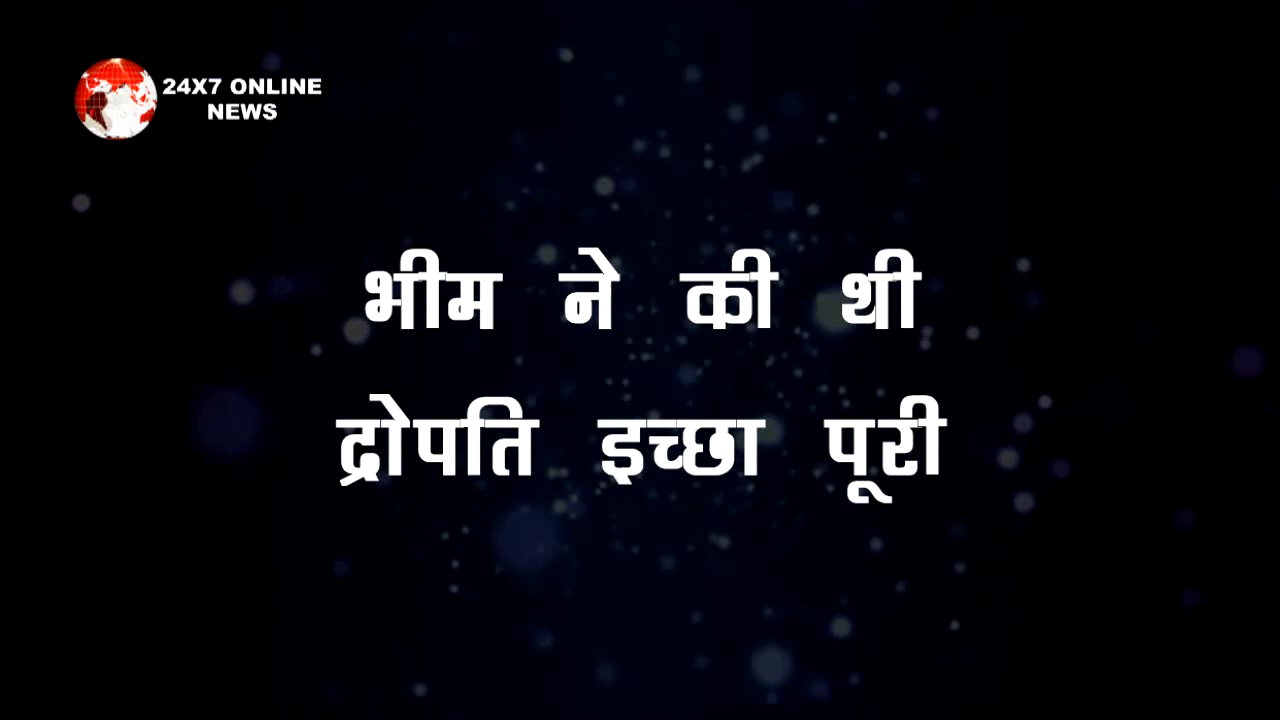 24X7 ONLINE
NEWS
भीम ने की थी
द्रोपति इच्छा पूरी